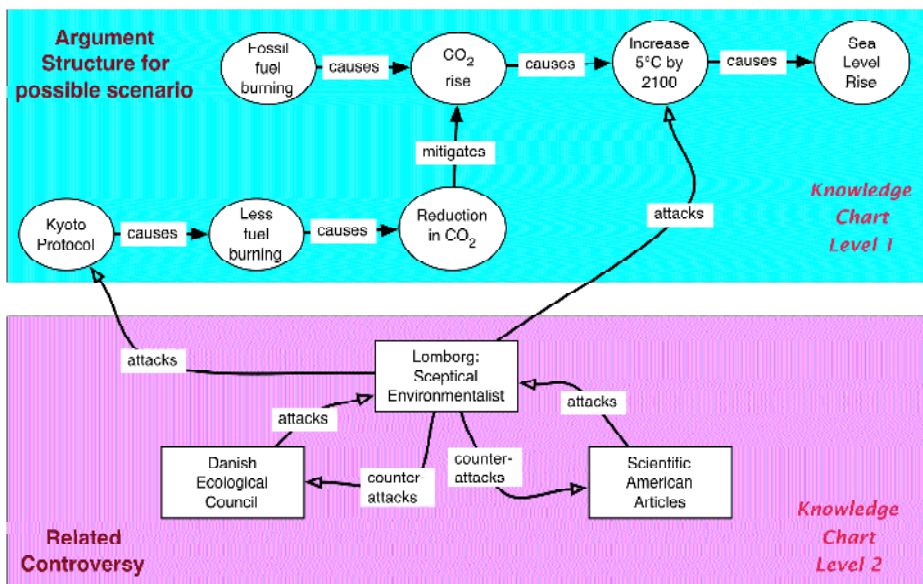 Argument
Structure for
possible scenario
Fossil
fuel
burning
causes
CO₂
rise
causes
Increase
5°C by
2100
causes
Sea
Level
Rise
mitigates
Kyoto
Protocol
causes
Less
fuel
burning
causes
Reduction
in CO₂
attacks
Knowledge
Chart
Level 1
attacks
Lomborg:
Sceptical
Environmentalist
attacks
attacks
Danish
Ecological
Council
counter
attacks
counter-
attacks
Scientific
American
Articles
Related
Controversy
Knowledge
Chart
Level 2